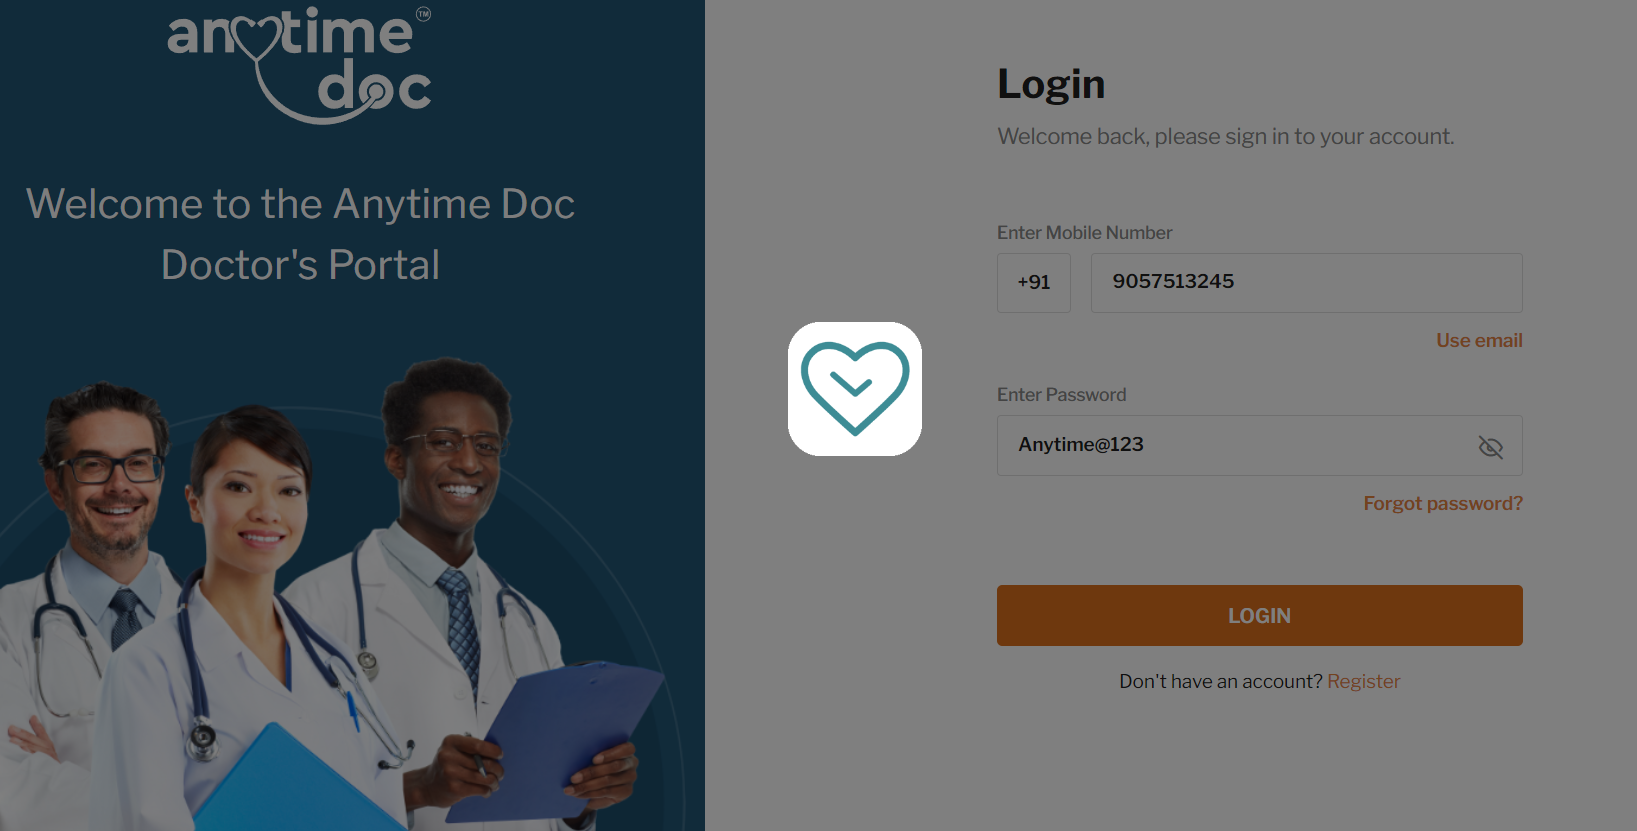 anytime
TM
doc
Welcome to the Anytime Doc
Doctor's Portal
Login
Welcome back, please sign in to your account.
Enter Mobile Number
+91
9057513245
Use email
Enter Password
Anytime@123
Forgot password?
LOGIN
Don't have an account? Register